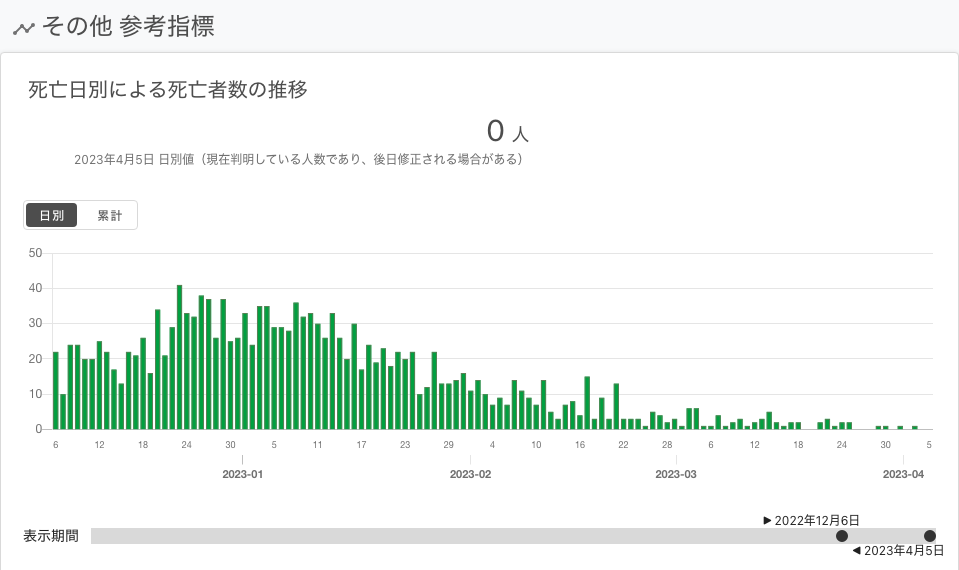 その他 参考指標
死亡日別による死亡者数の推移
0 人
2023年4月5日 日別値（現在判明している人数であり、後日修正される場合がある）
日別 累計
50
40
30
20
10
0
6 12 18 24 30 5 11 17 23 29 4 10 16 22 28 6 12 18 24 30 5
2023-01 2023-02 2023-03 2023-04
▶ 2022年12月6日
表示期間
◀ 2023年4月5日